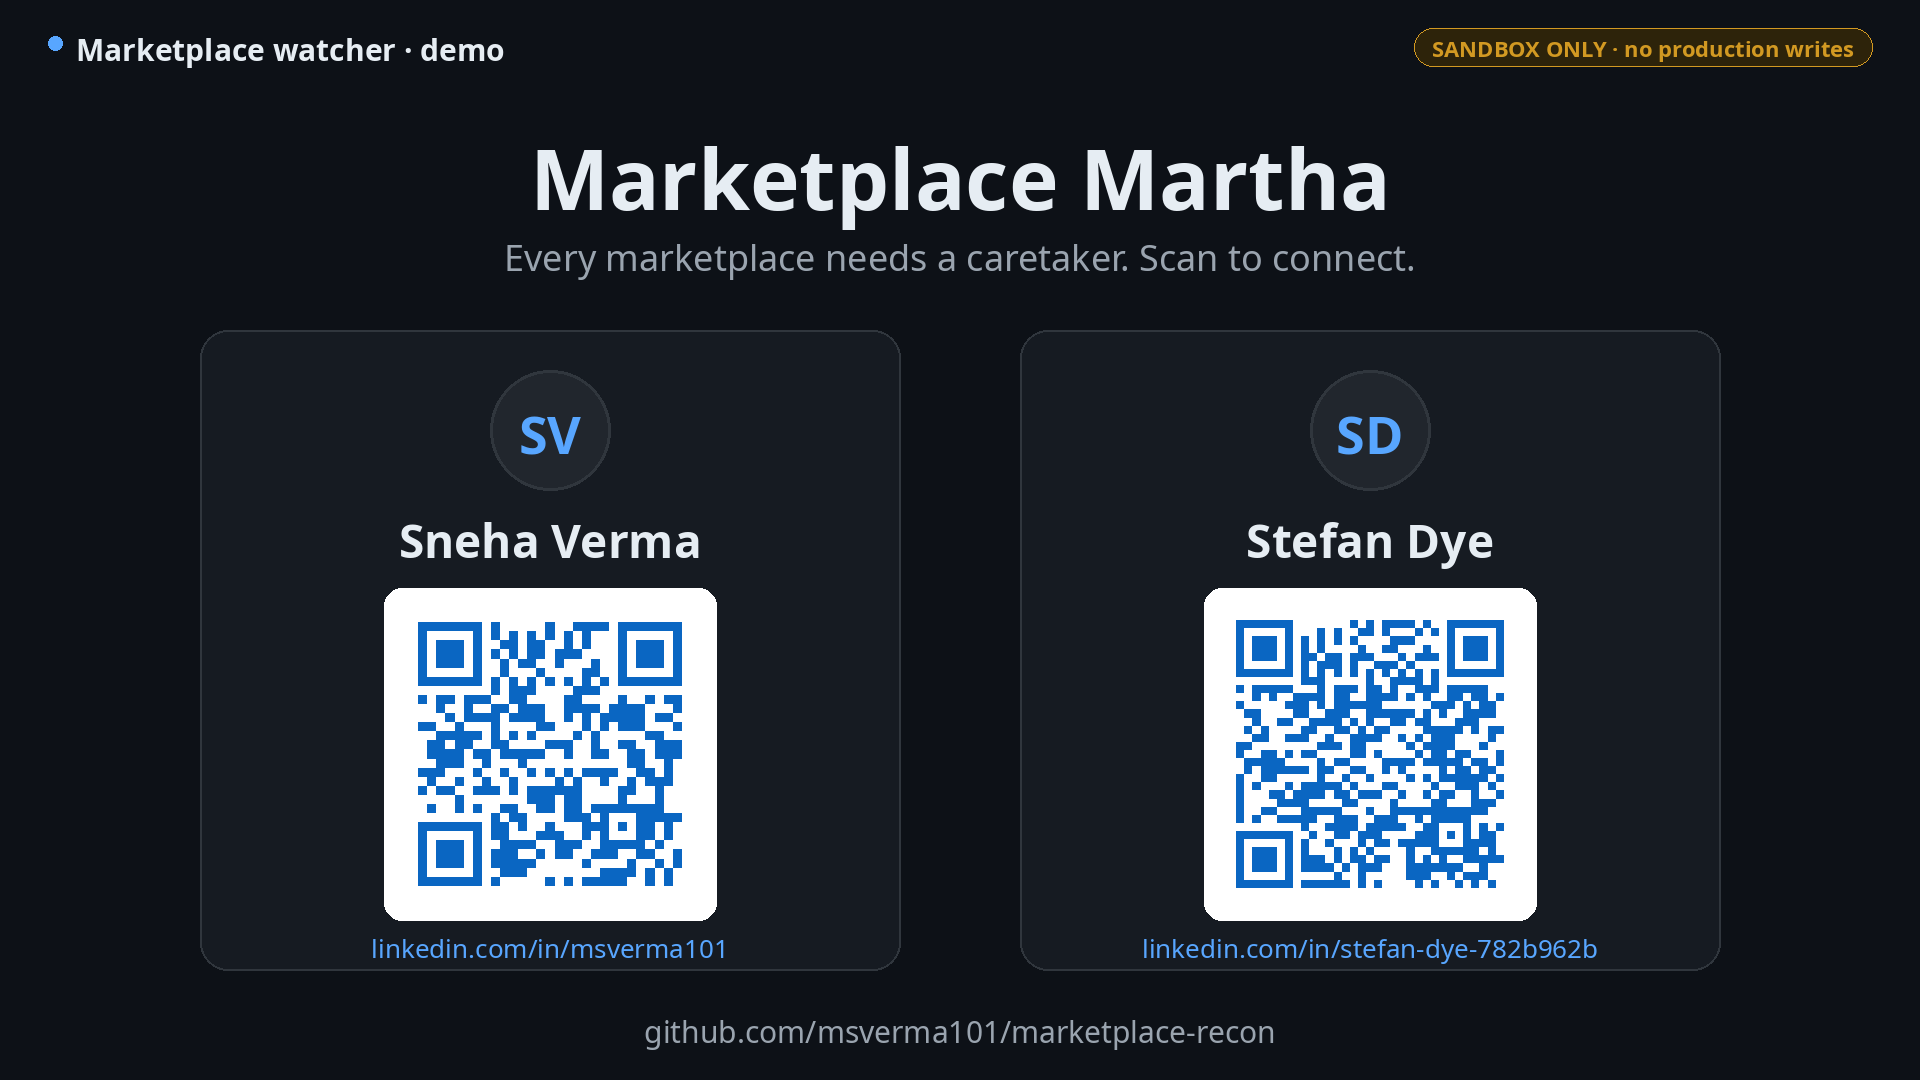 Marketplace watcher · demo
SANDBOX ONLY · no production writes
Marketplace Martha
Every marketplace needs a caretaker. Scan to connect.
SV
Sneha Verma
linkedin.com/in/msverma101
SD
Stefan Dye
linkedin.com/in/stefan-dye-782b962b
github.com/msverma101/marketplace-recon